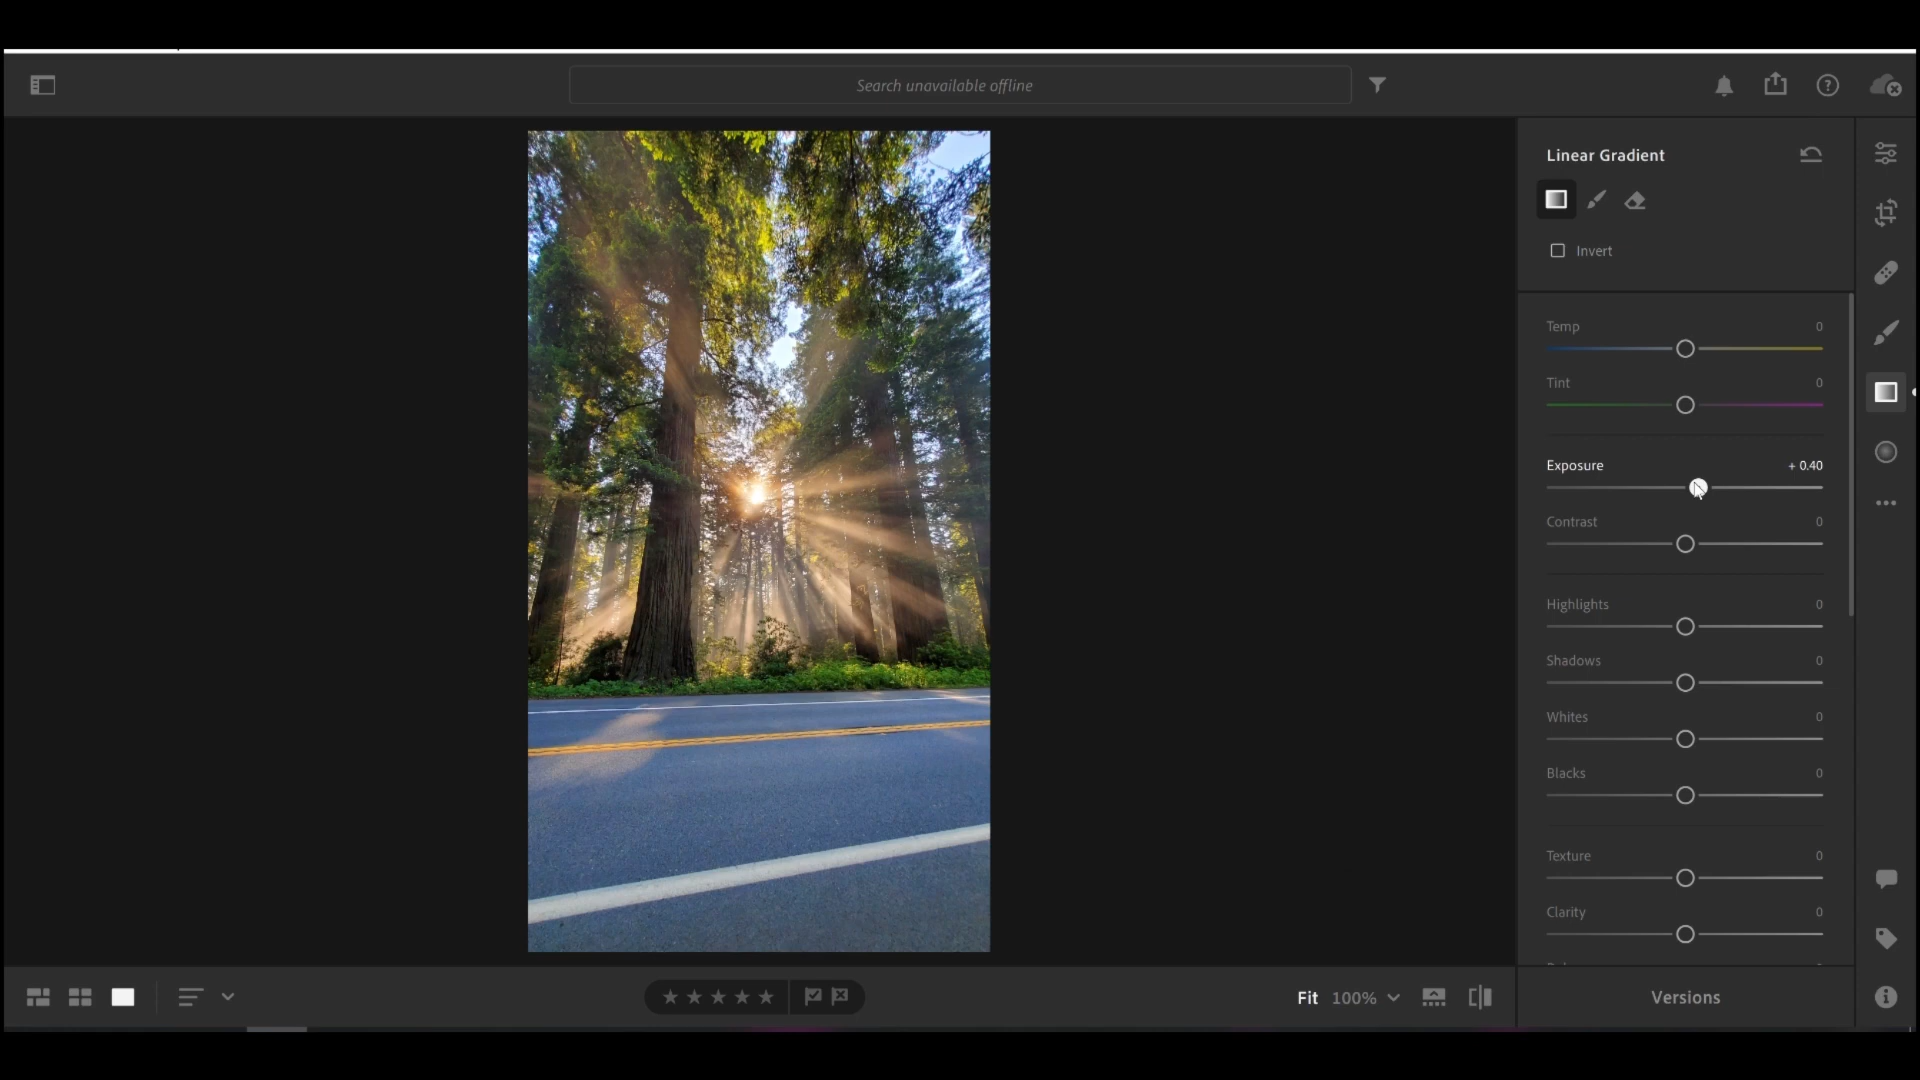 Search unavailable offline
Linear Gradient
Invert
Temp 0
Tint 0
Exposure + 0.40
Contrast 0
Highlights 0
Shadows 0
Whites 0
Blacks 0
Texture 0
Clarity 0
Fit 100%
Versions